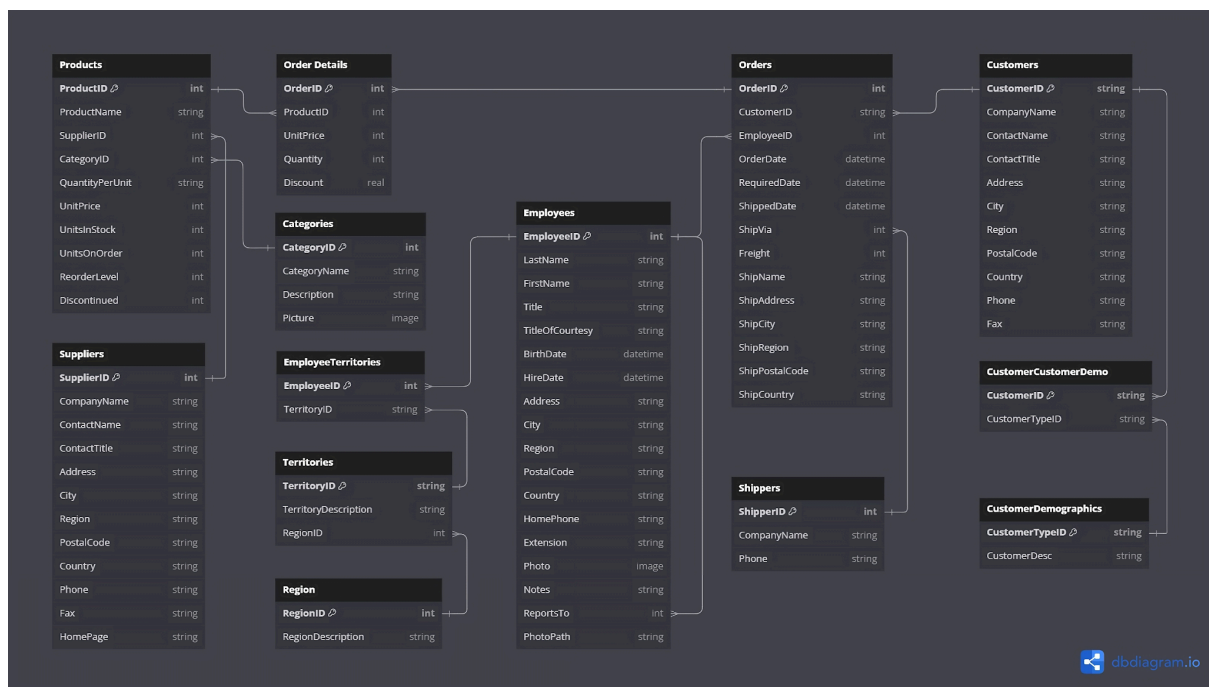 Products
ProductID int
ProductName string
SupplierID int
CategoryID int
QuantityPerUnit string
UnitPrice int
UnitsInStock int
UnitsOnOrder int
ReorderLevel int
Discontinued int
Suppliers
SupplierID int
CompanyName string
ContactName string
ContactTitle string
Address string
City string
Region string
PostalCode string
Country string
Phone string
Fax string
HomePage string
Order Details
OrderID int
ProductID int
UnitPrice int
Quantity int
Discount real
Categories
CategoryID int
CategoryName string
Description string
Picture image
EmployeeTerritories
EmployeeID int
TerritoryID string
Territories
TerritoryID string
TerritoryDescription string
RegionID int
Region
RegionID int
RegionDescription string
Employees
EmployeeID int
LastName string
FirstName string
Title string
TitleOfCourtesy string
BirthDate datetime
HireDate datetime
Address string
City string
Region string
PostalCode string
Country string
HomePhone string
Extension string
Photo image
Notes string
ReportsTo int
PhotoPath string
Orders
OrderID int
CustomerID string
EmployeeID int
OrderDate datetime
RequiredDate datetime
ShippedDate datetime
ShipVia int
Freight int
ShipName string
ShipAddress string
ShipCity string
ShipRegion string
ShipPostalCode string
ShipCountry string
Shippers
ShipperID int
CompanyName string
Phone string
Customers
CustomerID string
CompanyName string
ContactName string
ContactTitle string
Address string
City string
Region string
PostalCode string
Country string
Phone string
Fax string
CustomerCustomerDemo
CustomerID string
CustomerTypeID string
CustomerDemographics
CustomerTypeID string
CustomerDesc string
dbdiagram.io